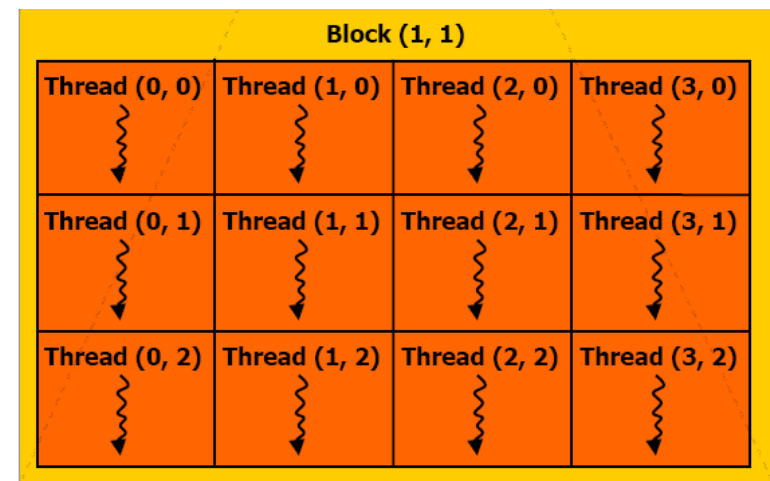 Block (1, 1)
Thread (0, 0) Thread (1, 0) Thread (2, 0) Thread (3, 0)
Thread (0, 1) Thread (1, 1) Thread (2, 1) Thread (3, 1)
Thread (0, 2) Thread (1, 2) Thread (2, 2) Thread (3, 2)